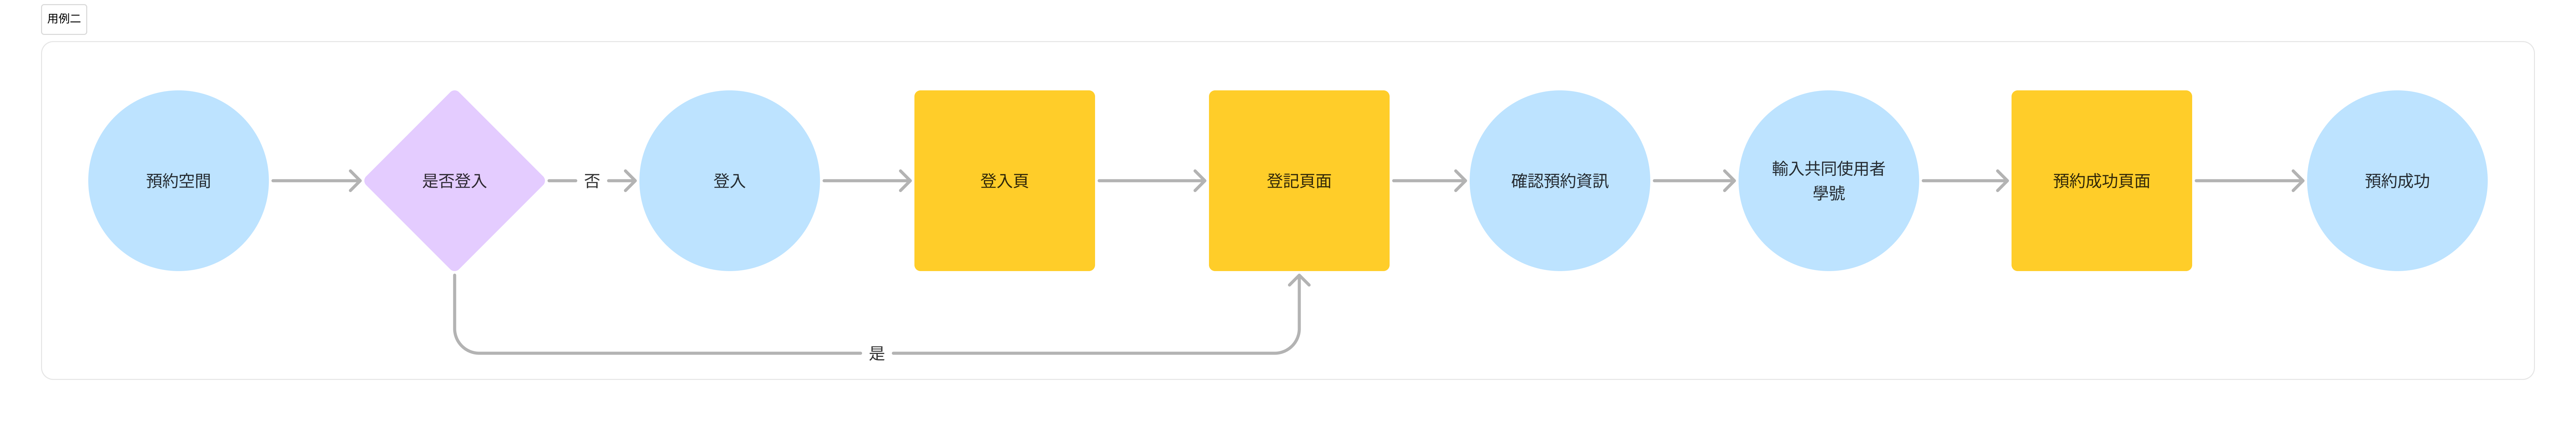 用例二
預約空間
是否登入
否
登入
登入頁
登記頁面
確認預約資訊
輸入共同使用者
學號
預約成功頁面
預約成功
是